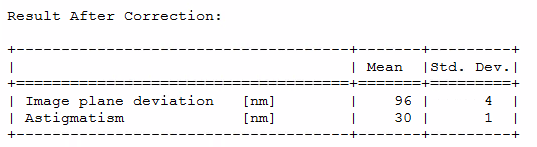 Result After Correction:
+-------------------------------------+-------+---------+
|                                     | Mean  |Std. Dev.|
+=====================================+=======+=========+
| Image plane deviation   [nm]        |    96 |      4  |
| Astigmatism             [nm]        |    30 |      1  |
+-------------------------------------+-------+---------+